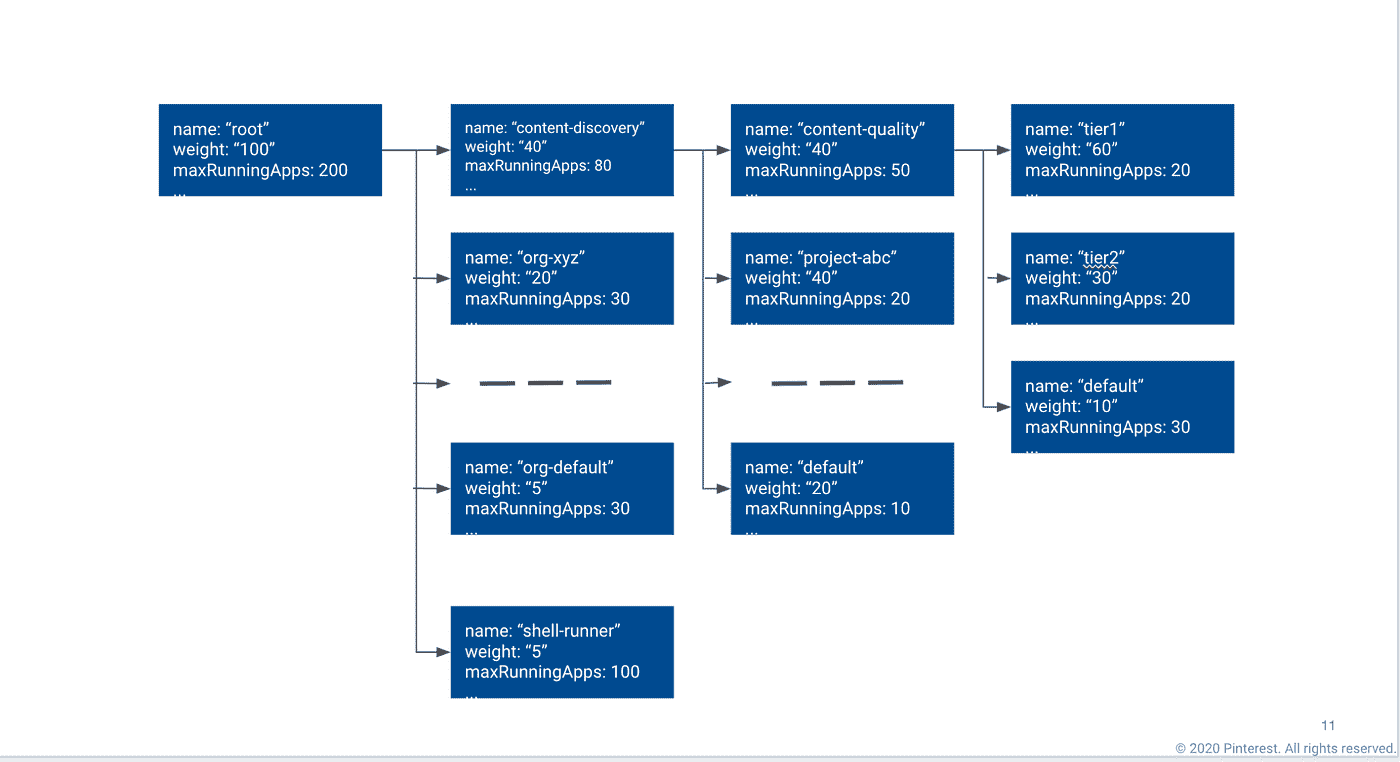 name: “root”
weight: “100”
maxRunningApps: 200
...
name: “content-discovery”
weight: “40”
maxRunningApps: 80
...
name: “content-quality”
weight: “40”
maxRunningApps: 50
...
name: “tier1”
weight: “60”
maxRunningApps: 20
...
name: “org-xyz”
weight: “20”
maxRunningApps: 30
...
name: “project-abc”
weight: “40”
maxRunningApps: 20
...
name: “tier2”
weight: “30”
maxRunningApps: 20
...
name: “default”
weight: “10”
maxRunningApps: 30
...
name: “org-default”
weight: “5”
maxRunningApps: 30
...
name: “default”
weight: “20”
maxRunningApps: 10
...
name: “shell-runner”
weight: “5”
maxRunningApps: 100
...
11
© 2020 Pinterest. All rights reserved.